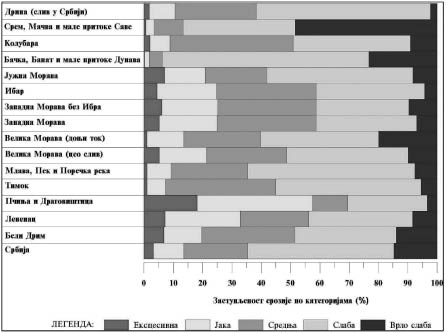 Дрина (слив у Србији)
Срем, Мачва и мале притоке Саве
Колубара
Бачка, Банат и мале притоке Дунава
Јужна Морава
Ибар
Западна Морава без Ибра
Западна Морава
Велика Морава (доњи ток)
Велика Морава (цео слив)
Млава, Пек и Поречка река
Тимок
Пчиња и Драговиштица
Лепенац
Бели Дрим
Србија
0 10 20 30 40 50 60 70 80 90 100
Заступљеност ерозије по категоријама (%)
ЛЕГЕНДА: Ексцесивна Јака Средња Слаба Врло слаба